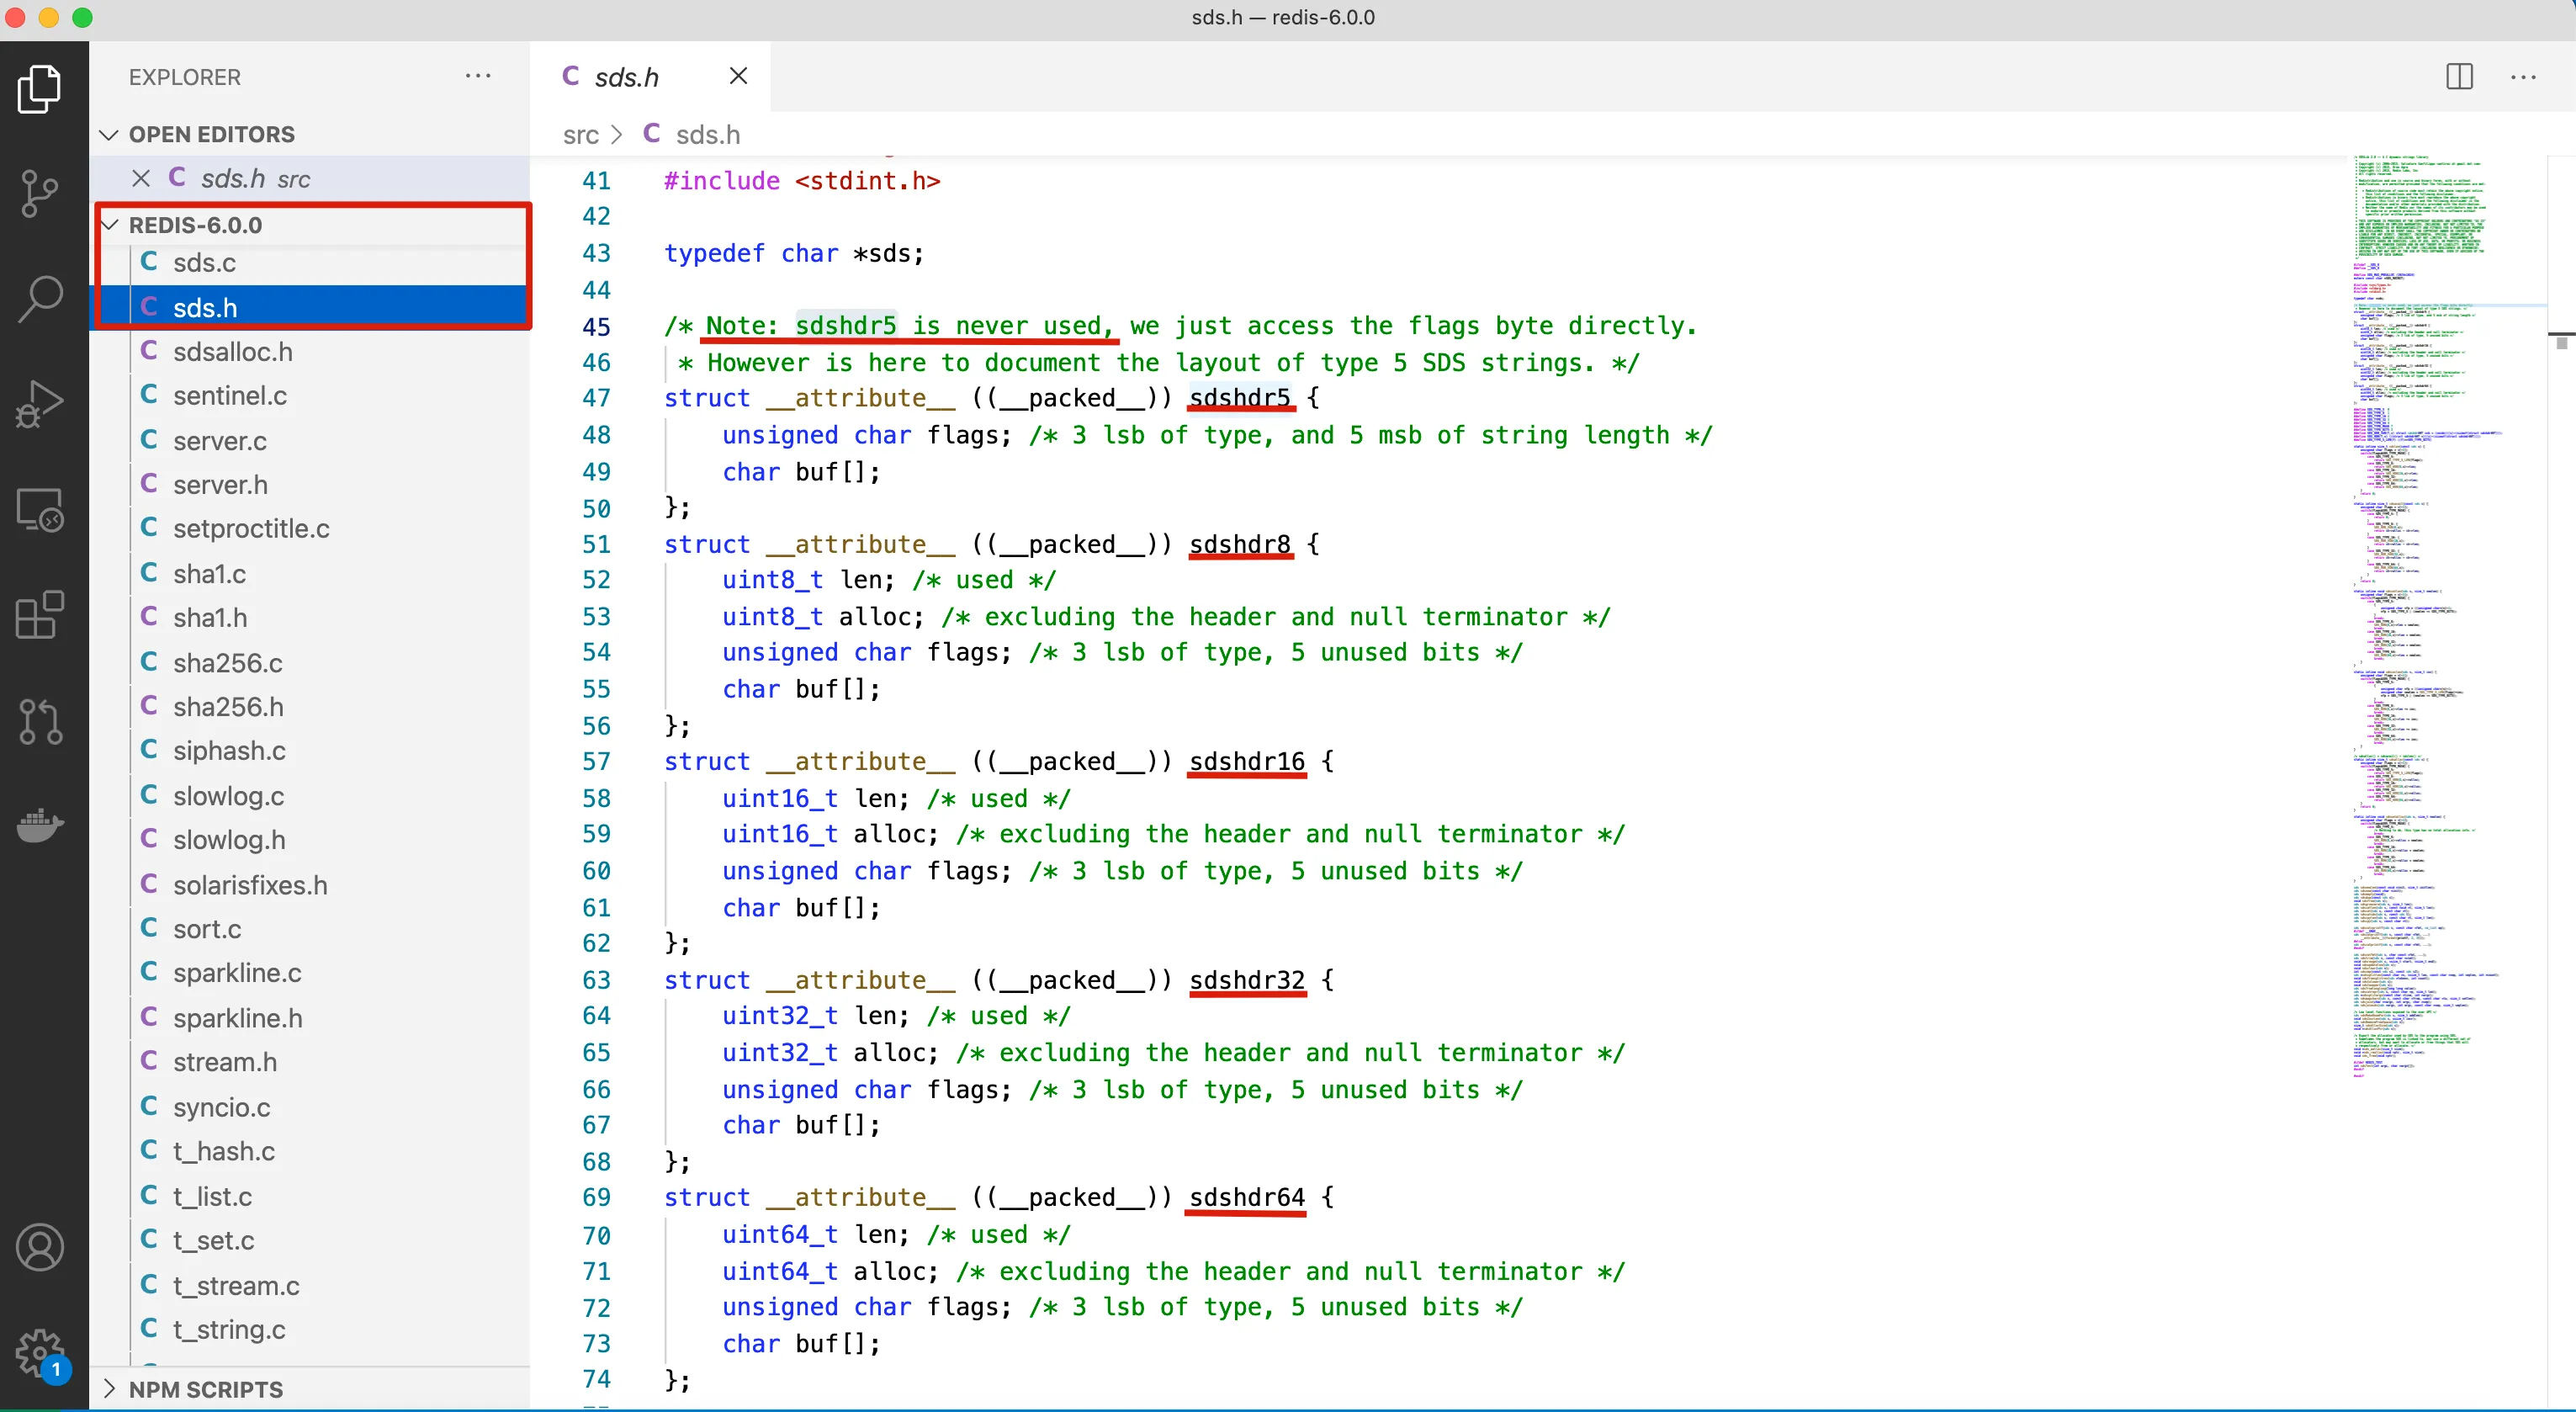 sds.h — redis-6.0.0
EXPLORER
OPEN EDITORS
sds.h src
REDIS-6.0.0
sds.c
sds.h
sdsalloc.h
sentinel.c
server.c
server.h
setproctitle.c
sha1.c
sha1.h
sha256.c
sha256.h
siphash.c
slowlog.c
slowlog.h
solarisfixes.h
sort.c
sparkline.c
sparkline.h
stream.h
syncio.c
t_hash.c
t_list.c
t_set.c
t_stream.c
t_string.c
NPM SCRIPTS
1
C sds.h
src > C sds.h
41 #include <stdint.h>
42
43 typedef char *sds;
44
45 /* Note: sdshdr5 is never used, we just access the flags byte directly.
46 * However is here to document the layout of type 5 SDS strings. */
47 struct __attribute__ ((__packed__)) sdshdr5 {
48 unsigned char flags; /* 3 lsb of type, and 5 msb of string length */
49 char buf[];
50 };
51 struct __attribute__ ((__packed__)) sdshdr8 {
52 uint8_t len; /* used */
53 uint8_t alloc; /* excluding the header and null terminator */
54 unsigned char flags; /* 3 lsb of type, 5 unused bits */
55 char buf[];
56 };
57 struct __attribute__ ((__packed__)) sdshdr16 {
58 uint16_t len; /* used */
59 uint16_t alloc; /* excluding the header and null terminator */
60 unsigned char flags; /* 3 lsb of type, 5 unused bits */
61 char buf[];
62 };
63 struct __attribute__ ((__packed__)) sdshdr32 {
64 uint32_t len; /* used */
65 uint32_t alloc; /* excluding the header and null terminator */
66 unsigned char flags; /* 3 lsb of type, 5 unused bits */
67 char buf[];
68 };
69 struct __attribute__ ((__packed__)) sdshdr64 {
70 uint64_t len; /* used */
71 uint64_t alloc; /* excluding the header and null terminator */
72 unsigned char flags; /* 3 lsb of type, 5 unused bits */
73 char buf[];
74 };